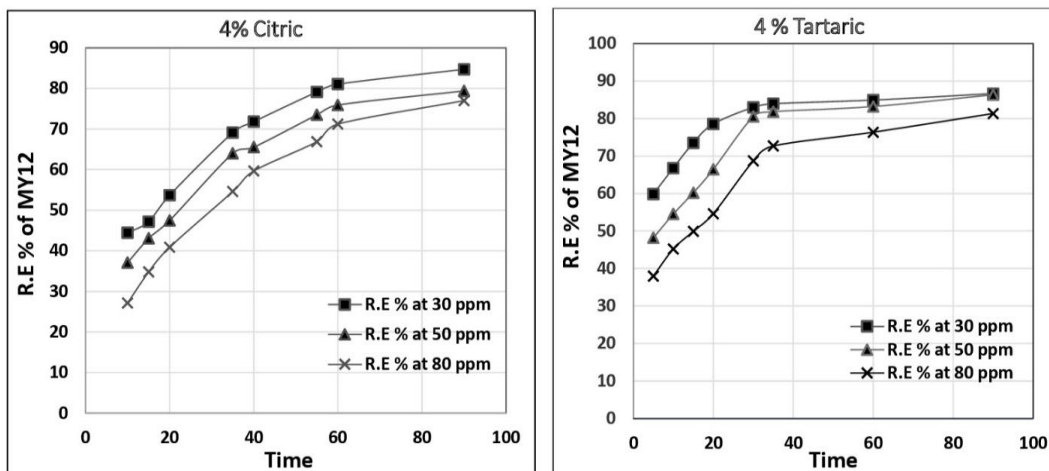 4% Citric
R.E % of MY12
90
80
70
60
50
40
30
20
10
0
R.E % at 30 ppm
R.E % at 50 ppm
R.E % at 80 ppm
0 20 40 60 80 100
Time
4 % Tartaric
R.E % of MY12
100
90
80
70
60
50
40
30
20
10
0
R.E % at 30 ppm
R.E % at 50 ppm
R.E % at 80 ppm
0 20 40 60 80 100
Time